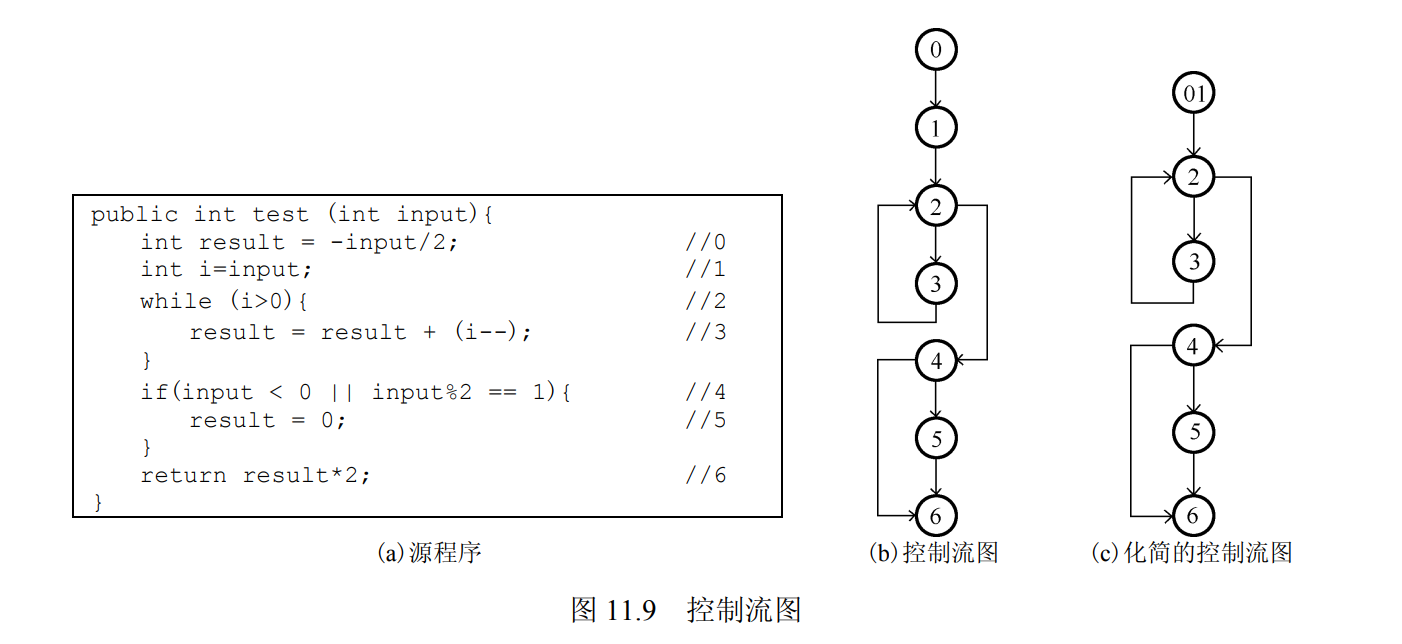 public int test (int input){
int result = -input/2; //0
int i=input; //1
while (i>0){ //2
result = result + (i--); //3
}
if(input < 0 || input%2 == 1){ //4
result = 0; //5
}
return result*2; //6
}
(a)源程序
0
1
2
3
4
5
6
(b)控制流图
01
2
3
4
5
6
(c)化简的控制流图
图 11.9 控制流图